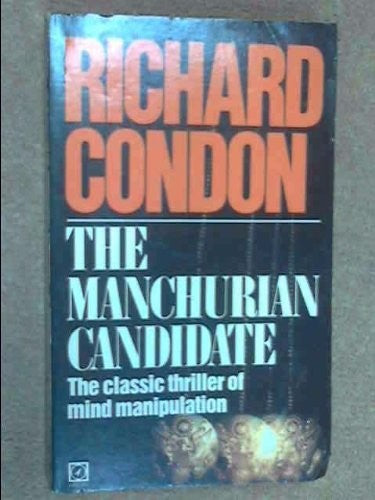 RICHARD
CONDON
THE
MANCHURIAN
CANDIDATE
The classic thriller of
mind manipulation